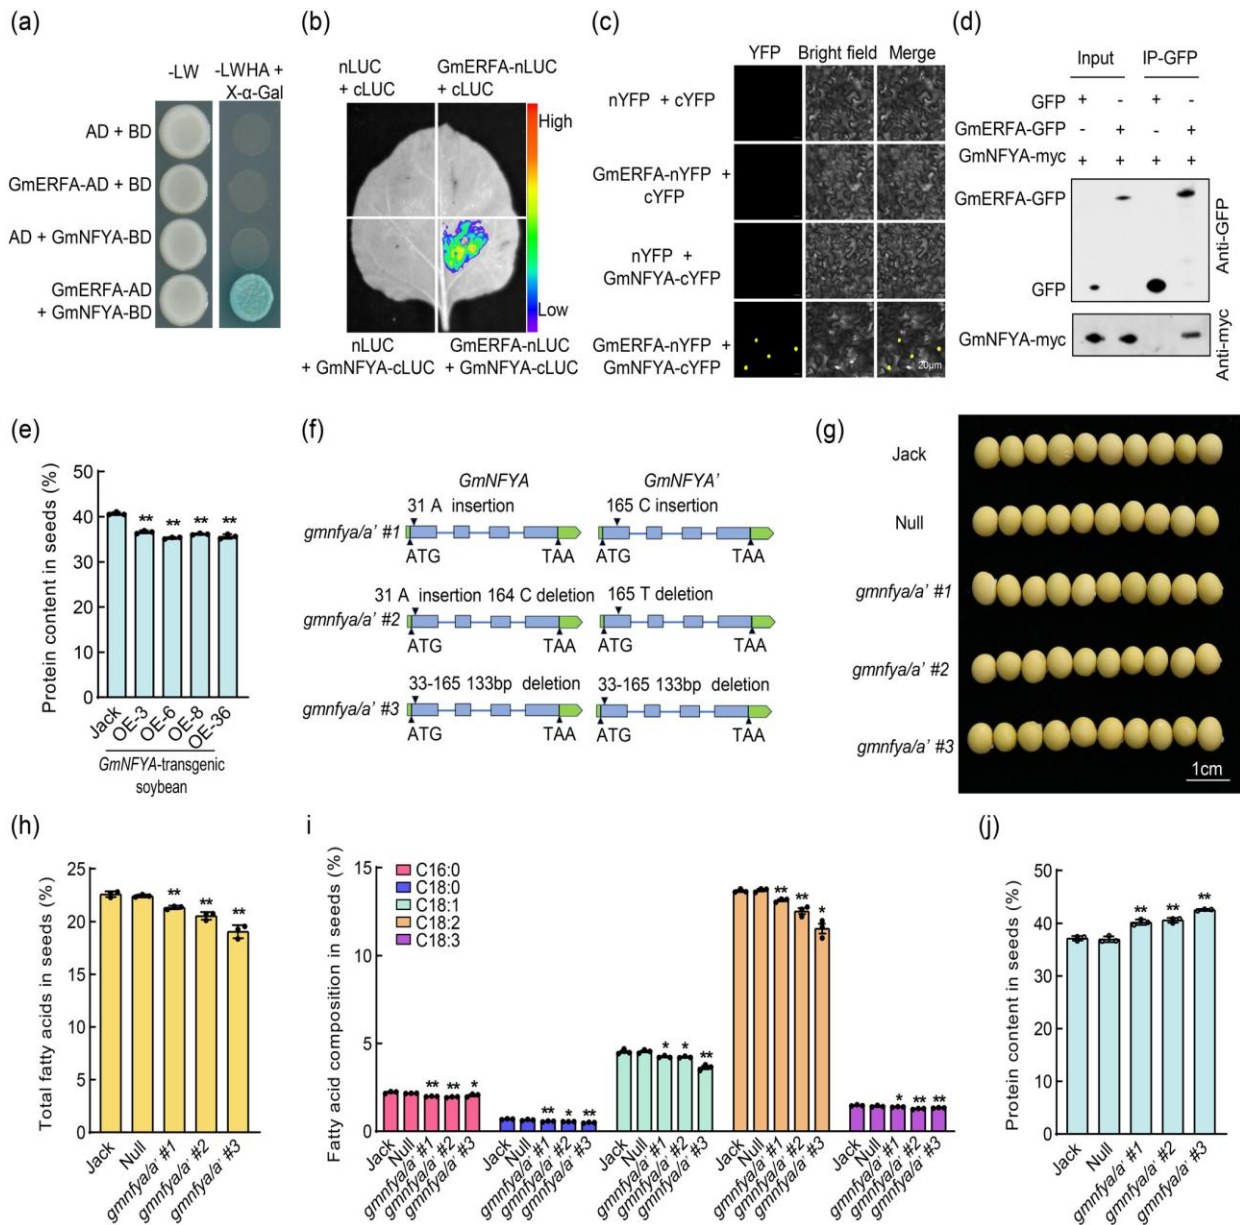 (a)
-LW
-LWHA +
X-α-Gal
AD + BD
GmERFA-AD + BD
AD + GmNFYA-BD
GmERFA-AD
+ GmNFYA-BD
(b)
nLUC
+ cLUC
GmERFA-nLUC
+ cLUC
High
Low
nLUC
+ GmNFYA-cLUC
GmERFA-nLUC
+ GmNFYA-cLUC
(c)
YFP
Bright field
Merge
nYFP + cYFP
GmERFA-nYFP +
cYFP
nYFP +
GmNFYA-cYFP
GmERFA-nYFP +
GmNFYA-cYFP
20μm
(d)
Input
IP-GFP
GFP
+ - + -
GmERFA-GFP
- + - +
GmNFYA-myc
+ + + +
GmERFA-GFP
GFP
Anti-GFP
GmNFYA-myc
Anti-myc
(e)
Protein content in seeds (%)
50
40
30
20
10
0
** ** ** **
Jack
OE-3
OE-6
OE-8
OE-36
GmNFYA-transgenic
soybean
(f)
GmNFYA
GmNFYA'
gmnfya/a' #1
31 A insertion
165 C insertion
ATG
TAA
ATG
TAA
gmnfya/a' #2
31 A insertion 164 C deletion
165 T deletion
ATG
TAA
ATG
TAA
gmnfya/a' #3
33-165 133bp deletion
33-165 133bp deletion
ATG
TAA
ATG
TAA
(g)
Jack
Null
gmnfya/a' #1
gmnfya/a' #2
gmnfya/a' #3
1cm
(h)
Total fatty acids in seeds (%)
25
20
15
10
5
0
** ** **
Jack
Null
gmnfya/a' #1
gmnfya/a' #2
gmnfya/a' #3
i
Fatty acid composition in seeds (%)
15
10
5
0
C16:0
C18:0
C18:1
C18:2
C18:3
** ** *
** * **
* * **
** ** *
* ** **
Jack
Null
gmnfya/a' #1
gmnfya/a' #2
gmnfya/a' #3
Jack
Null
gmnfya/a' #1
gmnfya/a' #2
gmnfya/a' #3
Jack
Null
gmnfya/a' #1
gmnfya/a' #2
gmnfya/a' #3
Jack
Null
gmnfya/a' #1
gmnfya/a' #2
gmnfya/a' #3
Jack
Null
gmnfya/a' #1
gmnfya/a' #2
gmnfya/a' #3
(j)
Protein content in seeds (%)
50
40
30
20
10
0
** ** **
Jack
Null
gmnfya/a' #1
gmnfya/a' #2
gmnfya/a' #3